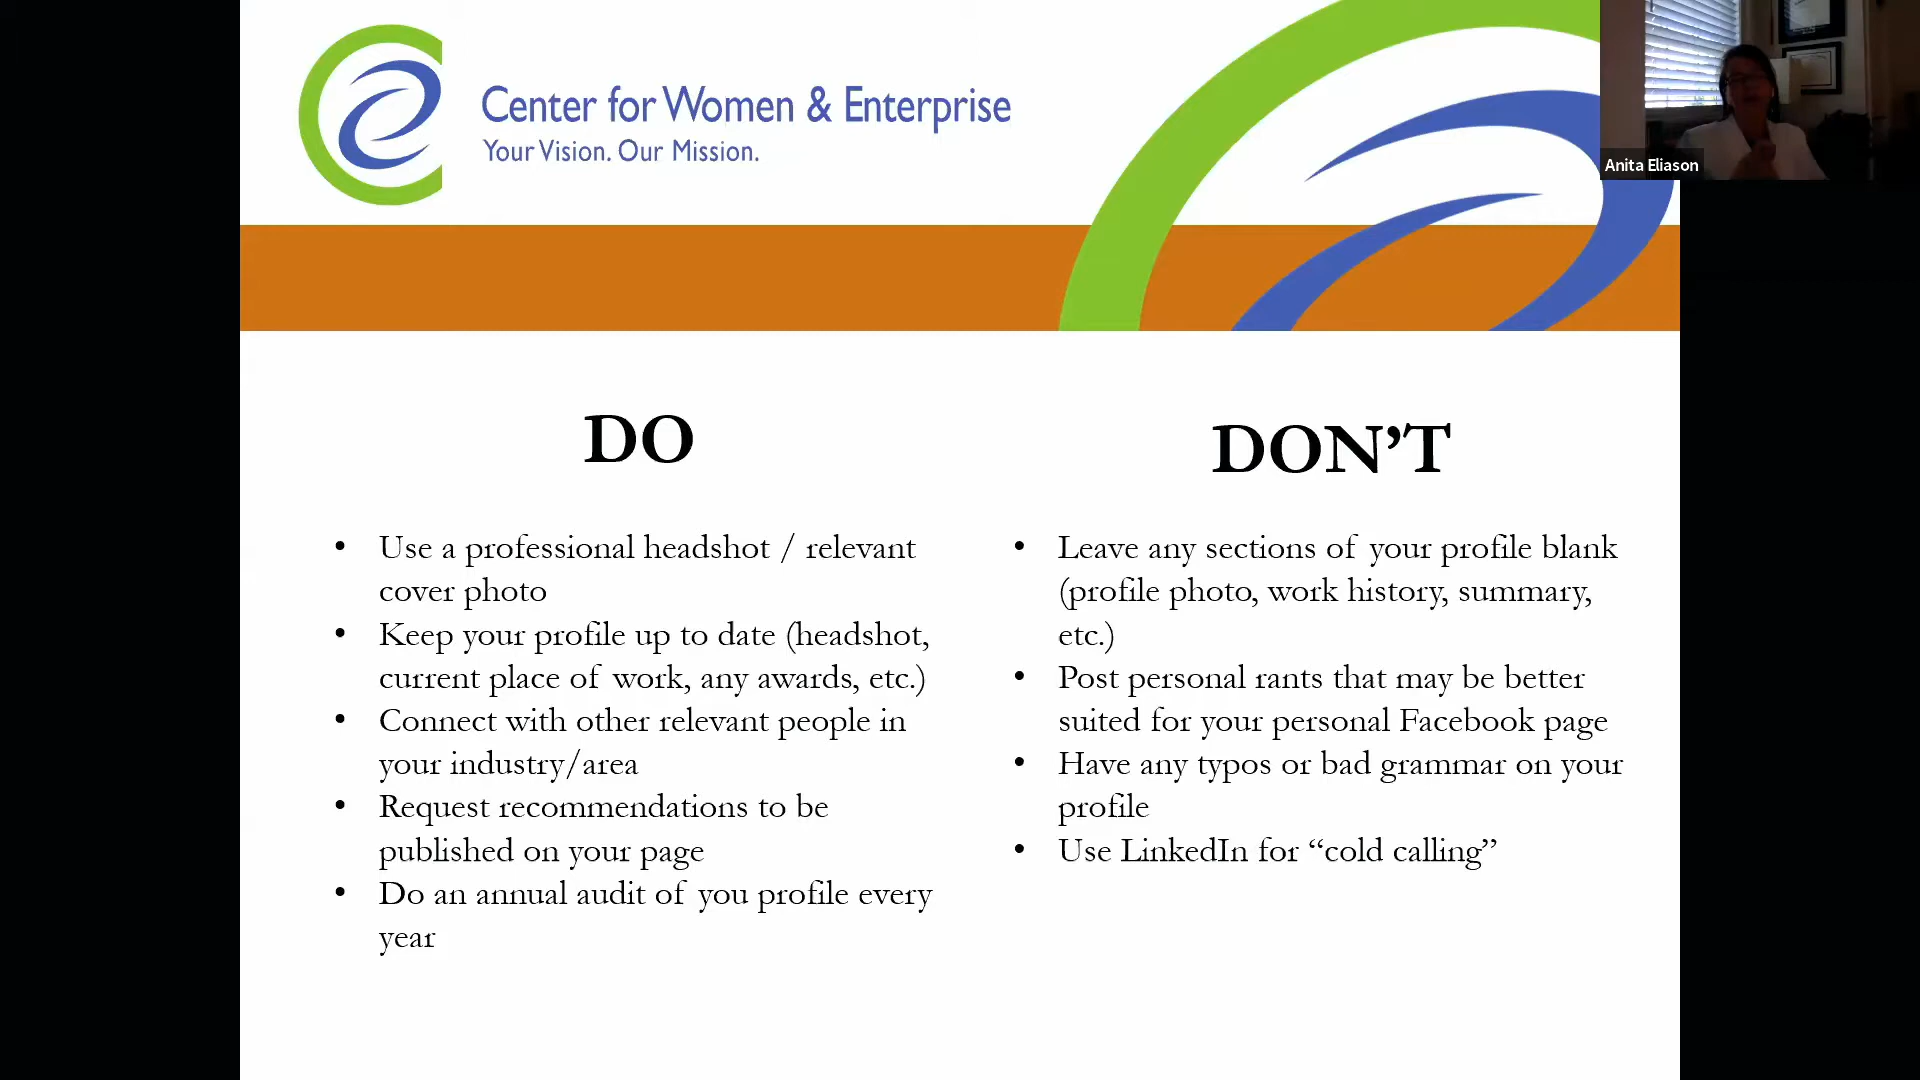 Center for Women & Enterprise
Your Vision. Our Mission.
Anita Eliason
DO
• Use a professional headshot / relevant
cover photo
• Keep your profile up to date (headshot,
current place of work, any awards, etc.)
• Connect with other relevant people in
your industry/area
• Request recommendations to be
published on your page
• Do an annual audit of you profile every
year
DON’T
• Leave any sections of your profile blank
(profile photo, work history, summary,
etc.)
• Post personal rants that may be better
suited for your personal Facebook page
• Have any typos or bad grammar on your
profile
• Use LinkedIn for “cold calling”